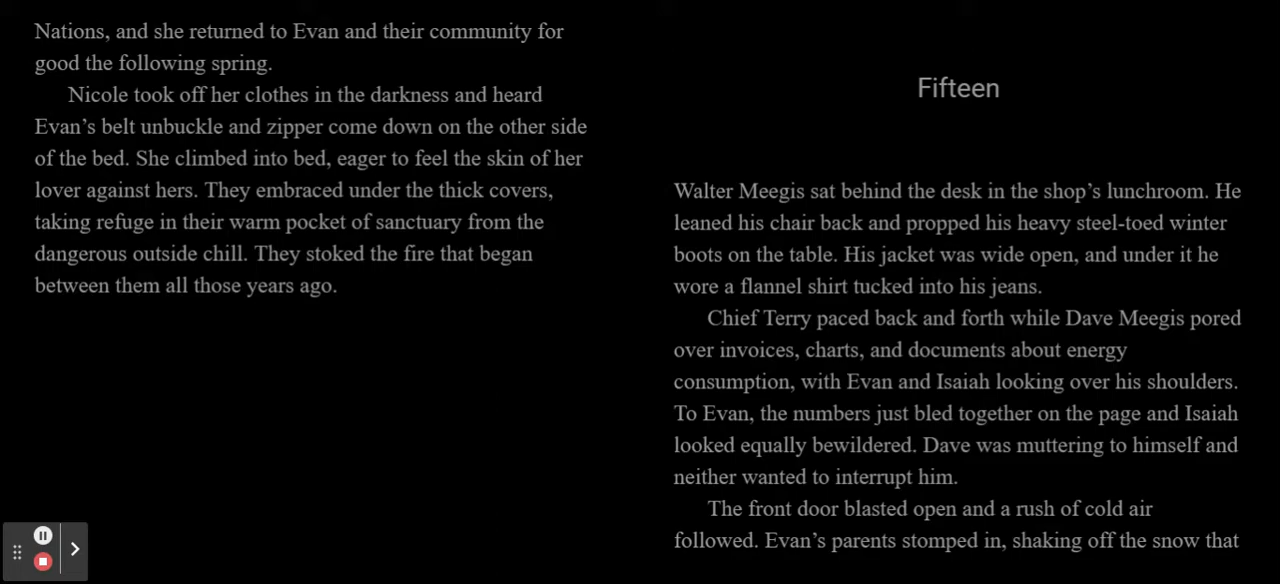 Nations, and she returned to Evan and their community for
good the following spring.
Nicole took off her clothes in the darkness and heard
Evan’s belt unbuckle and zipper come down on the other side
of the bed. She climbed into bed, eager to feel the skin of her
lover against hers. They embraced under the thick covers,
taking refuge in their warm pocket of sanctuary from the
dangerous outside chill. They stoked the fire that began
between them all those years ago.
Fifteen
Walter Meegis sat behind the desk in the shop’s lunchroom. He
leaned his chair back and propped his heavy steel-toed winter
boots on the table. His jacket was wide open, and under it he
wore a flannel shirt tucked into his jeans.
Chief Terry paced back and forth while Dave Meegis pored
over invoices, charts, and documents about energy
consumption, with Evan and Isaiah looking over his shoulders.
To Evan, the numbers just bled together on the page and Isaiah
looked equally bewildered. Dave was muttering to himself and
neither wanted to interrupt him.
The front door blasted open and a rush of cold air
followed. Evan’s parents stomped in, shaking off the snow that